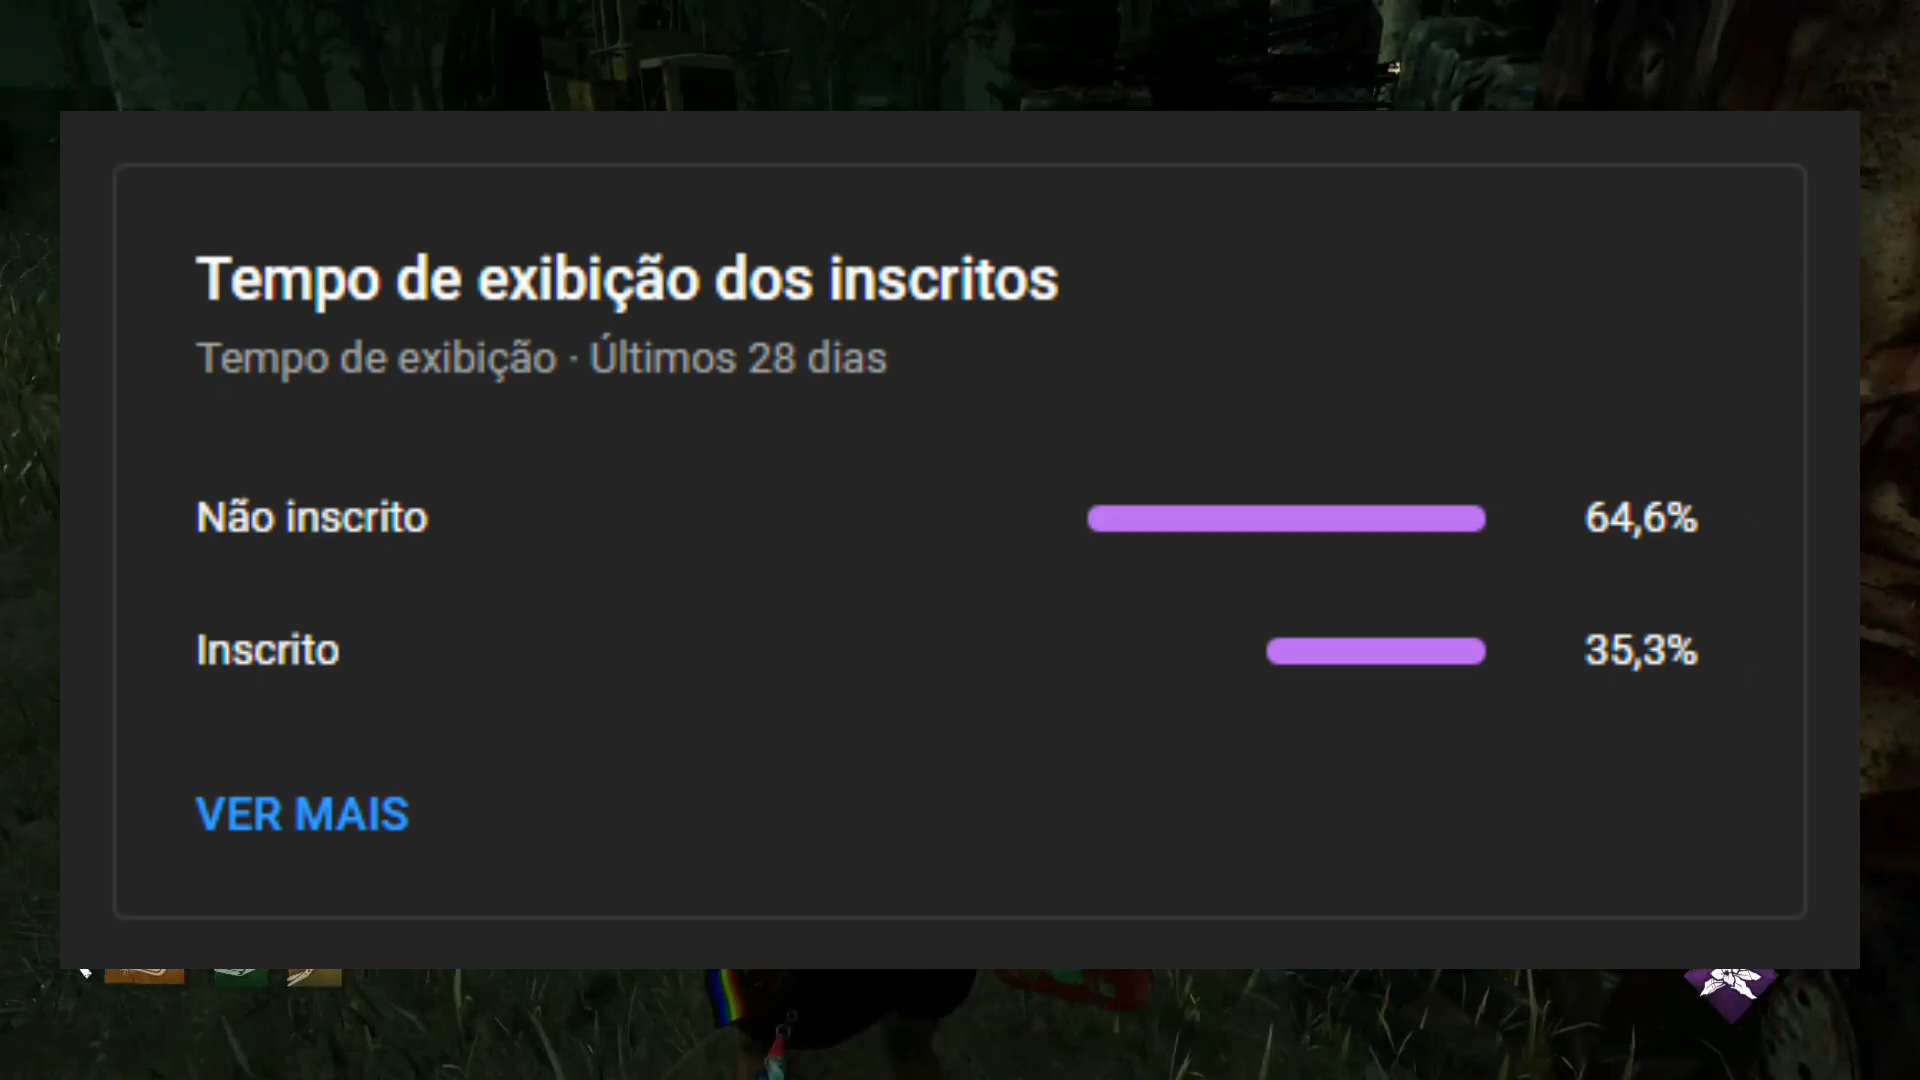 Tempo de exibição dos inscritos
Tempo de exibição · Últimos 28 dias
Não inscrito 64,6%
Inscrito 35,3%
VER MAIS